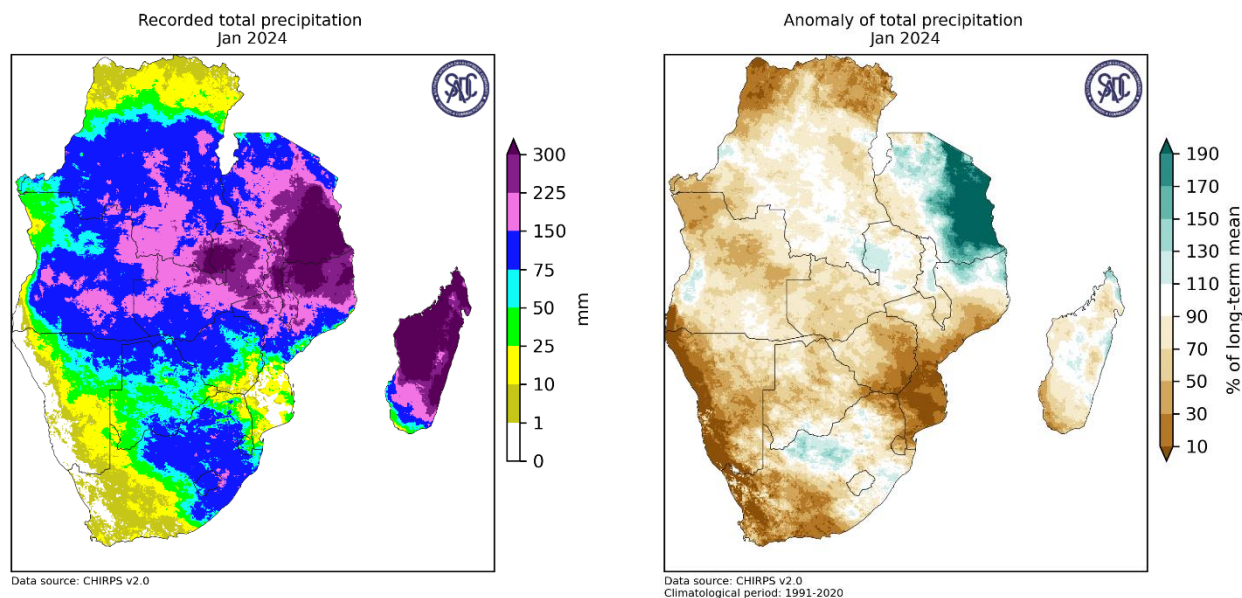 Recorded total precipitation
Jan 2024
SADC
300
225
150
75
50
25
10
1
0
mm
Data source: CHIRPS v2.0
Anomaly of total precipitation
Jan 2024
SADC
190
170
150
130
110
90
70
50
30
10
% of long-term mean
Data source: CHIRPS v2.0
Climatological period: 1991-2020